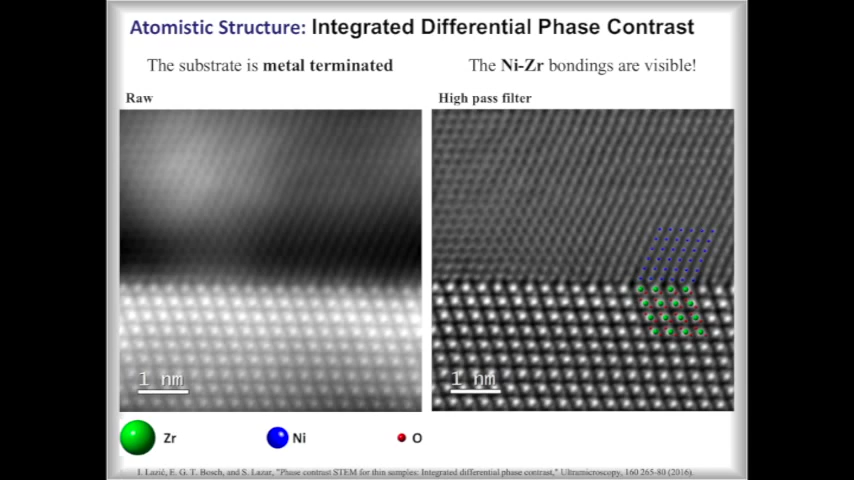 Atomistic Structure: Integrated Differential Phase Contrast
The substrate is metal terminated
The Ni-Zr bondings are visible!
Raw
High pass filter
1 nm
1 nm
Zr
Ni
O
I. Lazić, E. G. T. Bosch, and S. Lazar, "Phase contrast STEM for thin samples: Integrated differential phase contrast," Ultramicroscopy, 160 265-80 (2016).